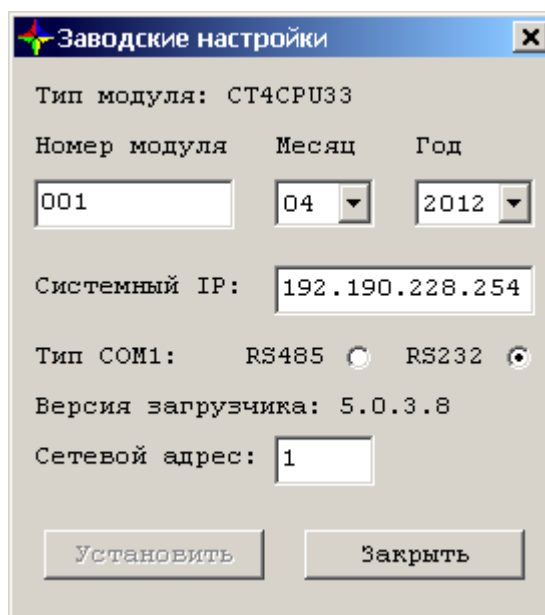 Заводские настройки
Тип модуля: CT4CPU33
Номер модуля Месяц Год
001 04 2012
Системный IP: 192.190.228.254
Тип COM1: RS485 RS232
Версия загрузчика: 5.0.3.8
Сетевой адрес: 1
Установить Закрыть